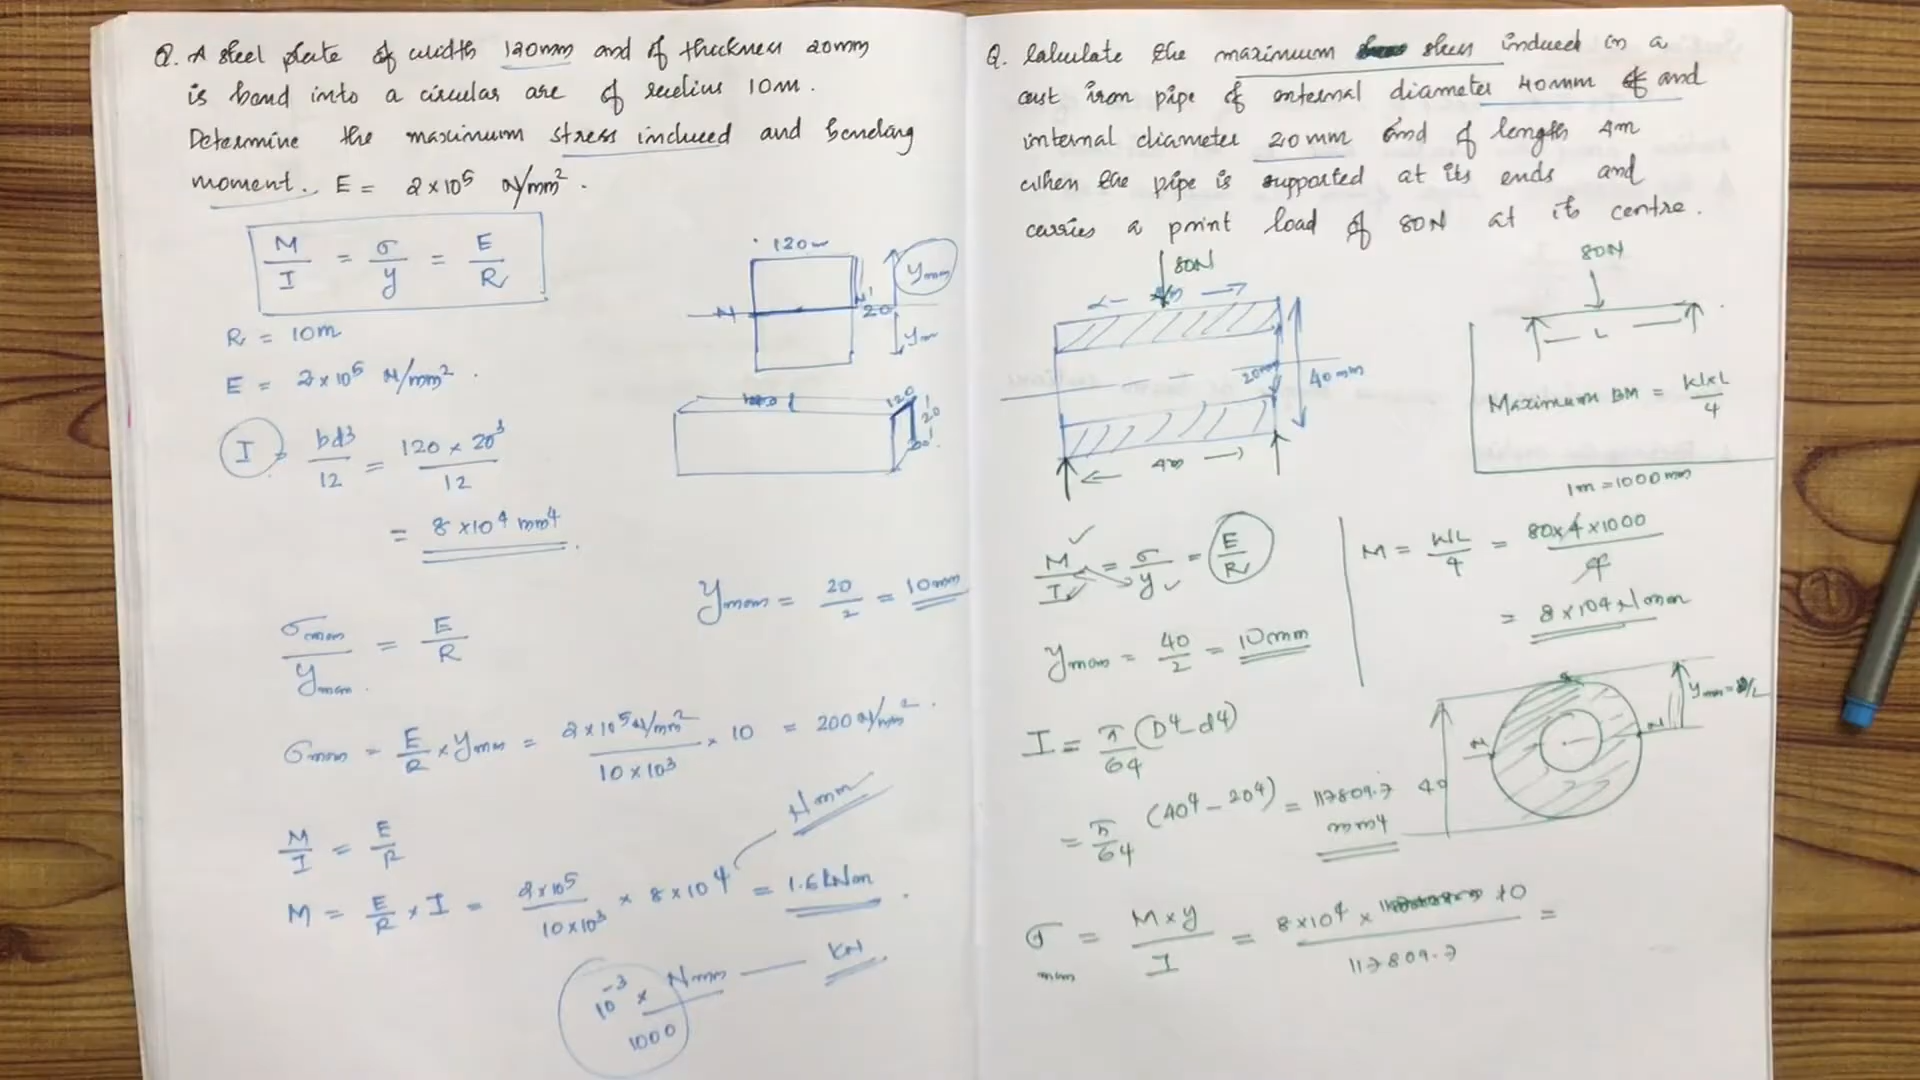 Q. A steel plate of width 120mm and of thickness 20mm
is bend into a circular arc of radius 10m.
Determine the maximum stress induced and bending
moment. E = 2×10⁵ N/mm².
M/I = σ/y = E/R
R = 10m
E = 2×10⁵ N/mm².
I = bd³/12 = 120 × 20³/12
= 8×10⁴ mm⁴.
120
N
20
ymax
120
20
ymax = 20/2 = 10mm
σmax/ymax = E/R
σmax = E/R × ymax = 2×10⁵ N/mm²/10×10³ × 10 = 200 N/mm².
M/I = E/R
Nmm
M = E/R × I = 2×10⁵/10×10³ × 8×10⁴ = 1.6kNm.
10⁻³ × Nmm/1000 — KN
Q. Calculate the maximum stress induced in a
cast iron pipe of external diameter 40mm of and
internal diameter 20mm and of length 4m
when the pipe is supported at its ends and
carries a point load of 80N at its centre.
80N
20mm
40mm
4m
80N
L
Maximum BM = W×L/4
1m = 1000mm
M/I = σ/y = E/R
M = WL/4 = 80×4×1000/4
= 8×10⁴ Nmm
ymax = 40/2 = 10mm
I = π/64 (D⁴-d⁴)
= π/64 (40⁴-20⁴) = 117809.7 mm⁴
40
N
σmax = M×y/I = 8×10⁴ × 10/117809.7 =